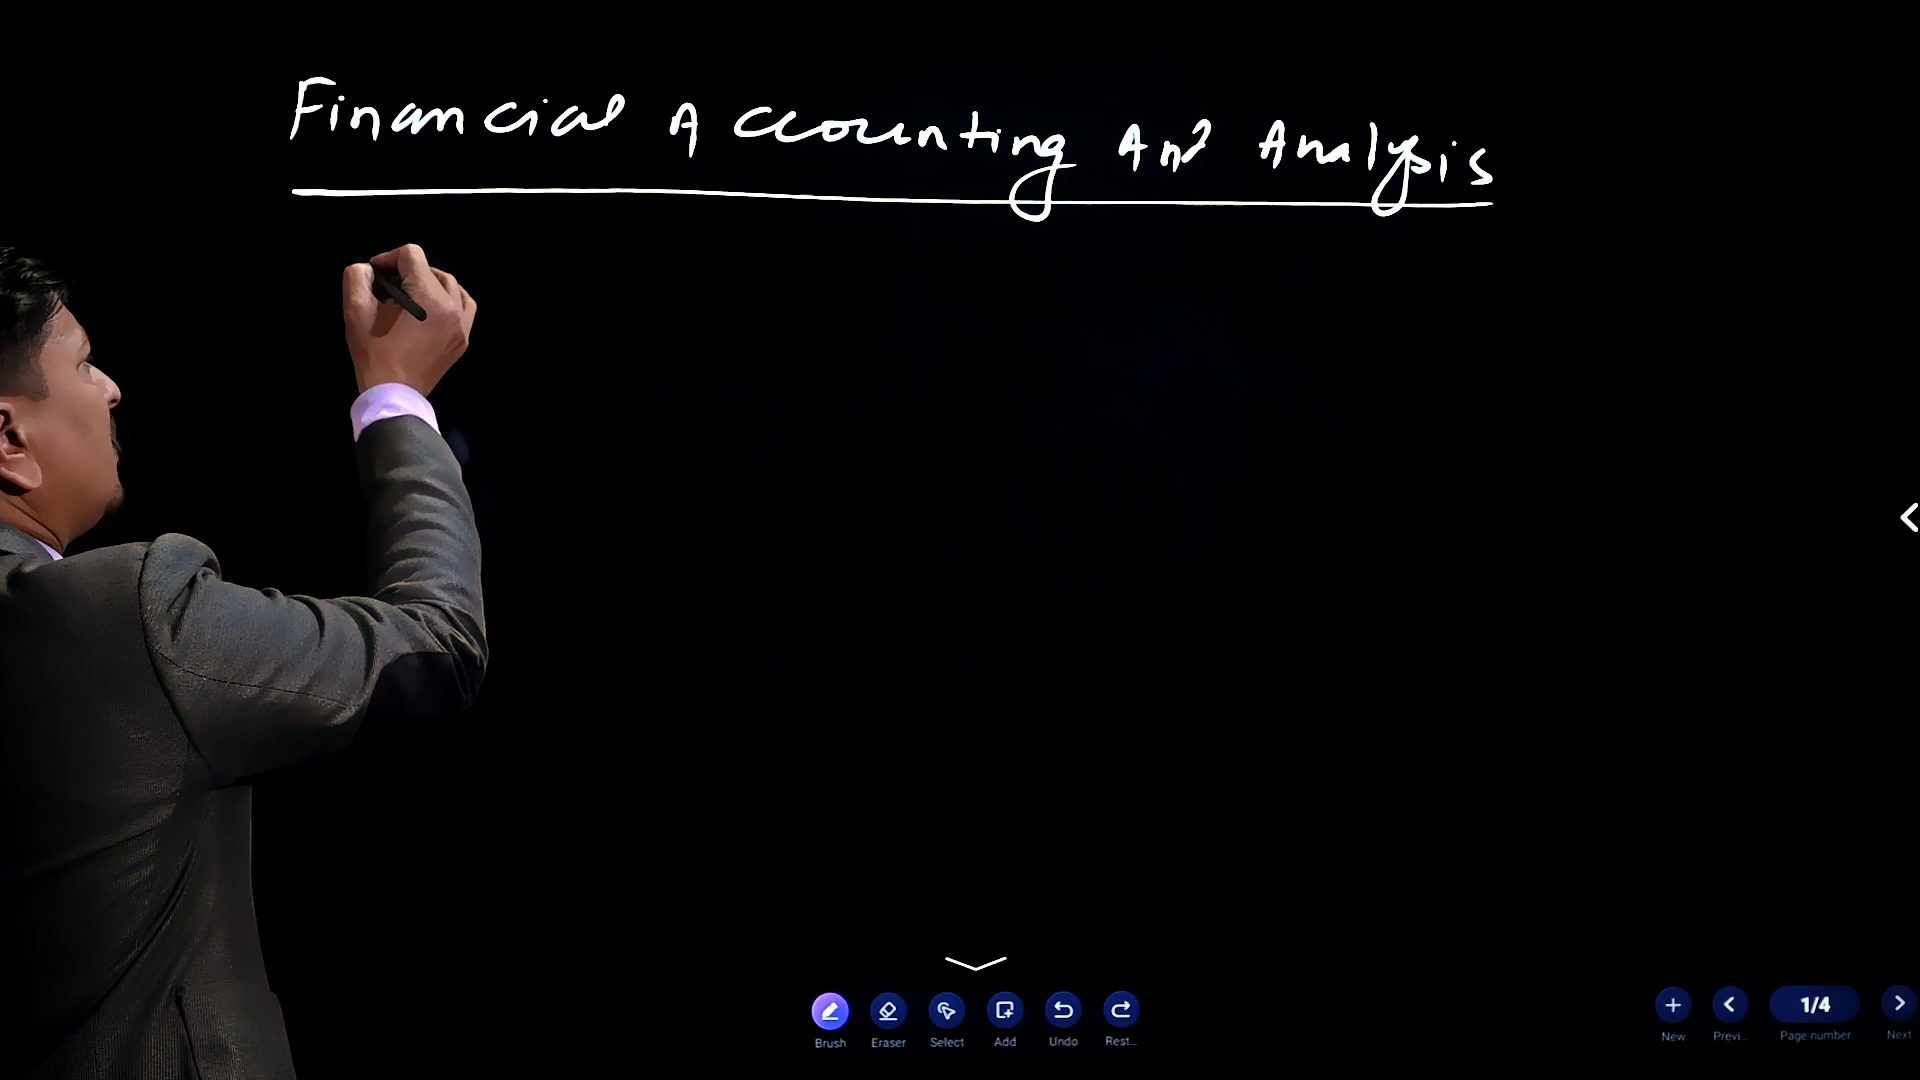 Financial Accounting And Analysis
Brush Eraser Select Add Undo Rest...
New Previ... 1/4 Page number Next